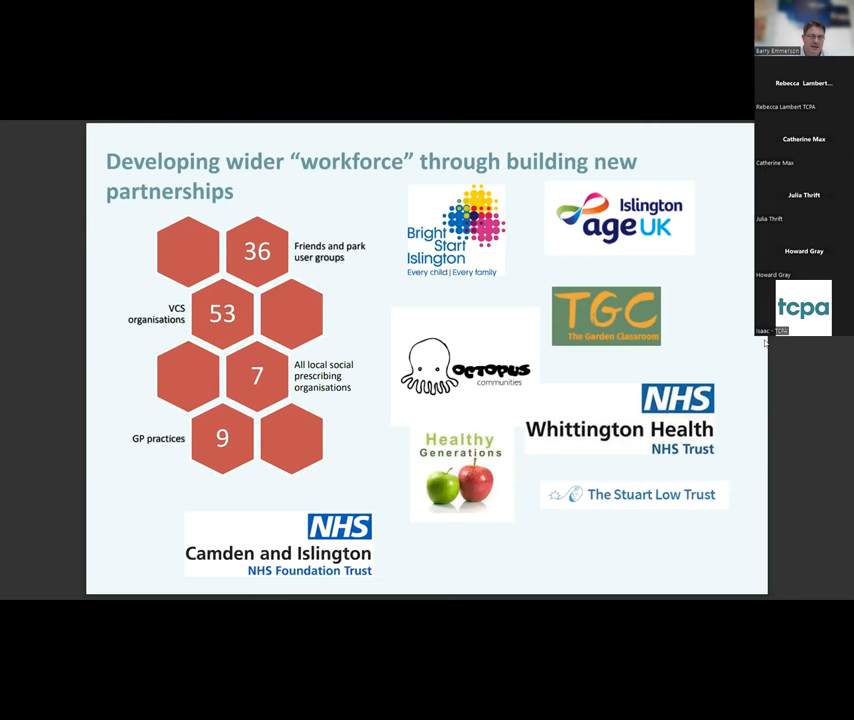 Developing wider “workforce” through building new
partnerships
36
Friends and park
user groups
VCS
organisations
53
7
All local social
prescribing
organisations
GP practices
9
NHS
Camden and Islington
NHS Foundation Trust
Bright
Start
Islington
Every child | Every family
Islington
age UK
TGC
The Garden Classroom
OCTOPUS
communities
Healthy
Generations
NHS
Whittington Health
NHS Trust
The Stuart Low Trust
Barry Emmerson
Rebecca Lambert...
Rebecca Lambert TCPA
Catherine Max
Catherine Max
Julia Thrift
Julia Thrift
Howard Gray
Howard Gray
tcpa
Isaac - TCPA